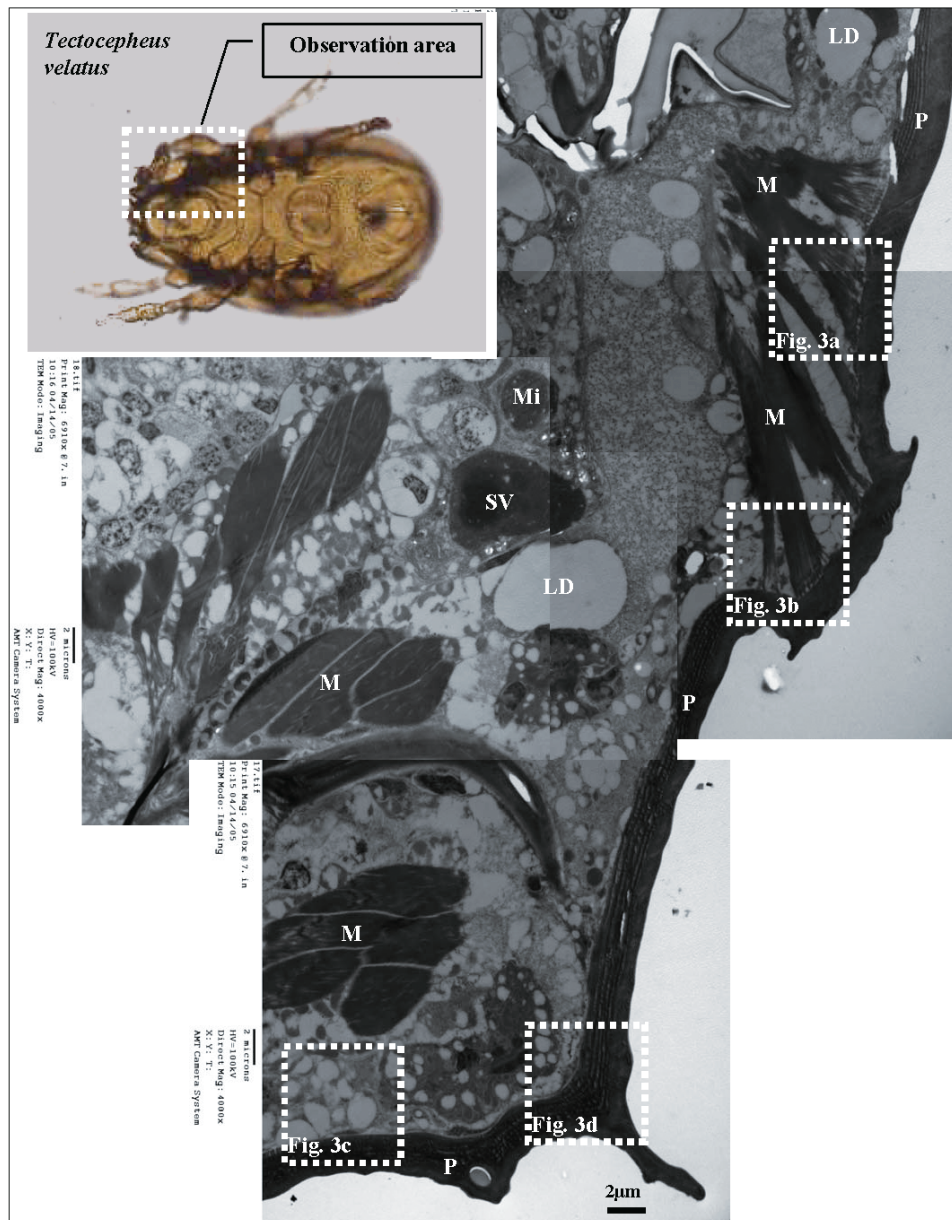 Tectocepheus
velatus
Observation area
LD
P
M
Fig. 3a
M
Mi
SV
LD
Fig. 3b
M
P
18.tif
Print Mag: 6910x @ 7. in
10:16 04/14/05
TEM Mode: Imaging
2 microns
HV=100kV
Direct Mag: 4000x
X: Y: T:
AMT Camera System
17.tif
Print Mag: 6910x @ 7. in
10:15 04/14/05
TEM Mode: Imaging
M
2 microns
HV=100kV
Direct Mag: 4000x
X: Y: T:
AMT Camera System
Fig. 3c
Fig. 3d
P
2µm